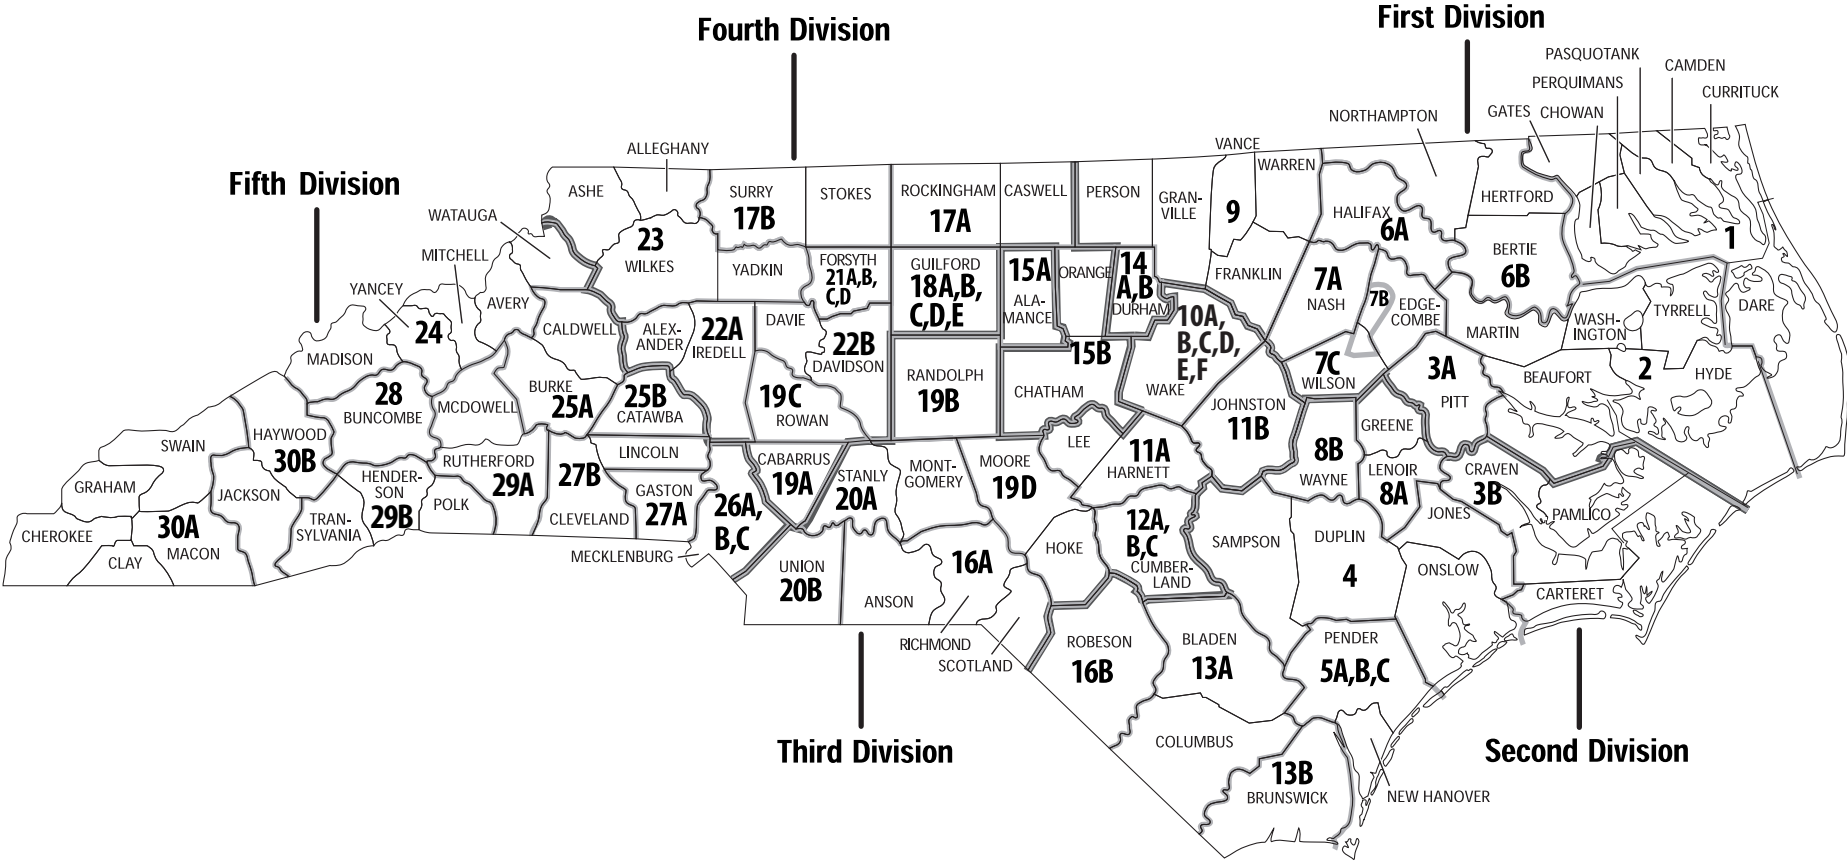 First Division
Fourth Division
PASQUOTANK
CAMDEN
PERQUIMANS
CURRITUCK
GATES
CHOWAN
NORTHAMPTON
VANCE
ALLEGHANY
WARREN
Fifth Division
ASHE
SURRY
17B
STOKES
ROCKINGHAM
17A
CASWELL
PERSON
GRAN-
VILLE
9
HERTFORD
HALIFAX
6A
WATAUGA
23
WILKES
1
MITCHELL
YADKIN
FORSYTH
21A,B,
C,D
GUILFORD
18A,B,
C,D,E
15A
ALA-
MANCE
ORANGE
14
A,B
DURHAM
FRANKLIN
7A
NASH
BERTIE
6B
YANCEY
24
AVERY
7B
EDGE-
COMBE
TYRRELL
DARE
CALDWELL
ALEX-
ANDER
22A
IREDELL
DAVIE
22B
DAVIDSON
10A,
B,C,D,
E,F
WAKE
MARTIN
WASH-
INGTON
MADISON
15B
7C
WILSON
3A
PITT
2
BEAUFORT
HYDE
28
BUNCOMBE
MCDOWELL
BURKE
25A
25B
CATAWBA
19C
ROWAN
RANDOLPH
19B
CHATHAM
JOHNSTON
11B
GREENE
SWAIN
HAYWOOD
30B
LINCOLN
LEE
11A
HARNETT
8B
WAYNE
RUTHERFORD
29A
27B
CLEVELAND
CABARRUS
19A
STANLY
20A
MONT-
GOMERY
MOORE
19D
LENOIR
8A
CRAVEN
3B
GRAHAM
JACKSON
HENDER-
SON
29B
POLK
GASTON
27A
26A,
B,C
TRAN-
SYLVANIA
12A,
B,C
CUMBER-
LAND
JONES
PAMLICO
CHEROKEE
30A
MACON
CLAY
MECKLENBURG
HOKE
SAMPSON
DUPLIN
4
UNION
20B
16A
ONSLOW
ANSON
CARTERET
RICHMOND
SCOTLAND
ROBESON
16B
BLADEN
13A
PENDER
5A,B,C
Third Division
COLUMBUS
Second Division
13B
BRUNSWICK
NEW HANOVER